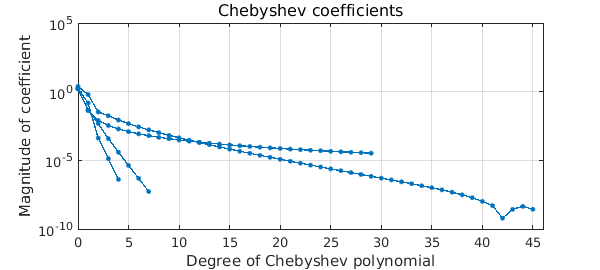 Chebyshev coefficients
Magnitude of coefficient
10^5
10^0
10^-5
10^-10
0 5 10 15 20 25 30 35 40 45
Degree of Chebyshev polynomial